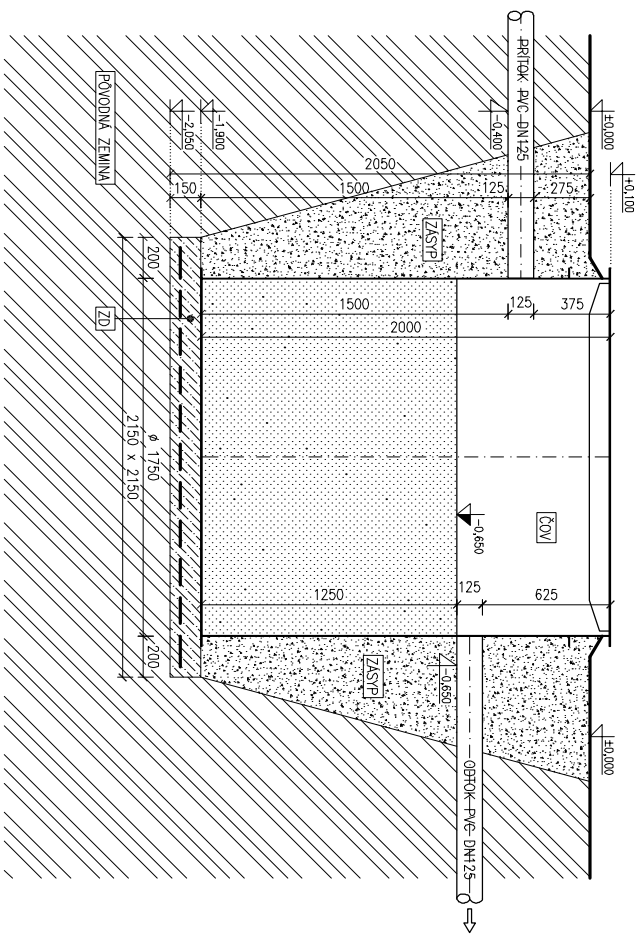 PRÍTOK PVC DN125
±0,000
+0,100
-0,400
-1,900
-2,050
PÔVODNÁ ZEMINA
2050
150
1500
125
275
ZÁSYP
200
ZD
1500
125
375
2000
ø 1750
2150 x 2150
ČOV
-0,650
1250
125
625
200
ZÁSYP
-0,650
ODTOK PVC DN125
±0,000